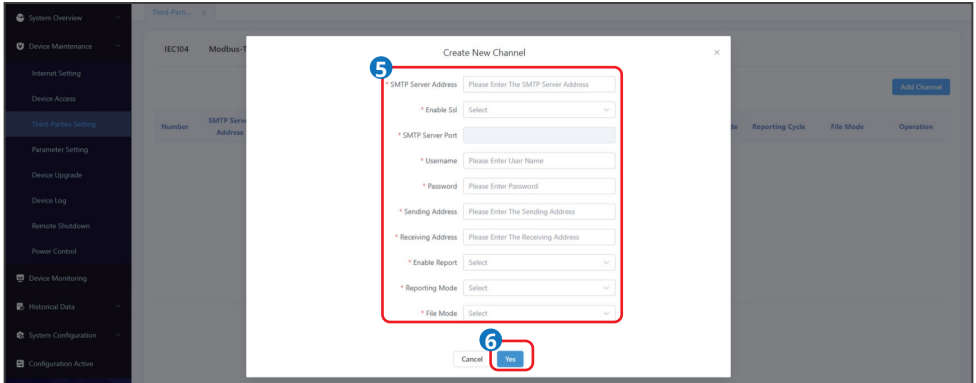 System Overview
Third-Parti... ×
Device Maintenance
IEC104 Modbus-T
Internet Setting
Device Access
Third-Parties Setting
Parameter Setting
Device Upgrade
Device Log
Remote Shutdown
Power Control
Device Monitoring
Historical Data
System Configuration
Configuration Active
Add Channel
Number SMTP Serve Address de Reporting Cycle File Mode Operation
Create New Channel ×
5
* SMTP Server Address Please Enter The SMTP Server Address
* Enable Ssl Select
* SMTP Server Port
* Username Please Enter User Name
* Password Please Enter Password
* Sending Address Please Enter The Sending Address
* Receiving Address Please Enter The Receiving Address
* Enable Report Select
* Reporting Mode Select
* File Mode Select
6
Cancel Yes